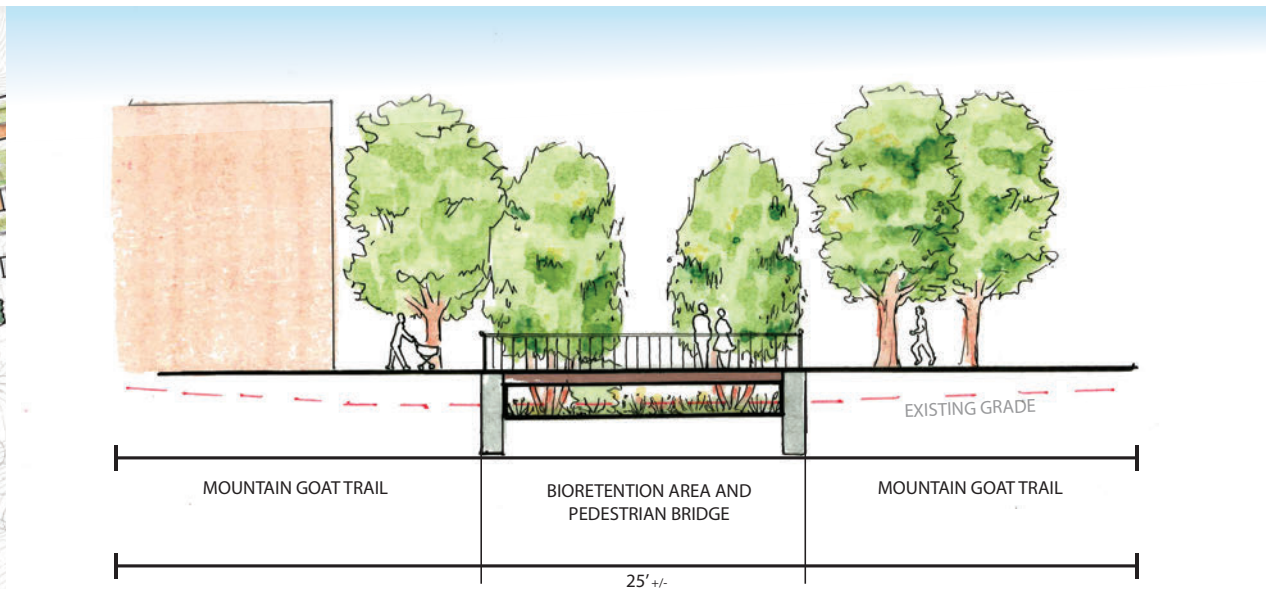 EXISTING GRADE
MOUNTAIN GOAT TRAIL
BIORETENTION AREA AND
PEDESTRIAN BRIDGE
MOUNTAIN GOAT TRAIL
25' +/-